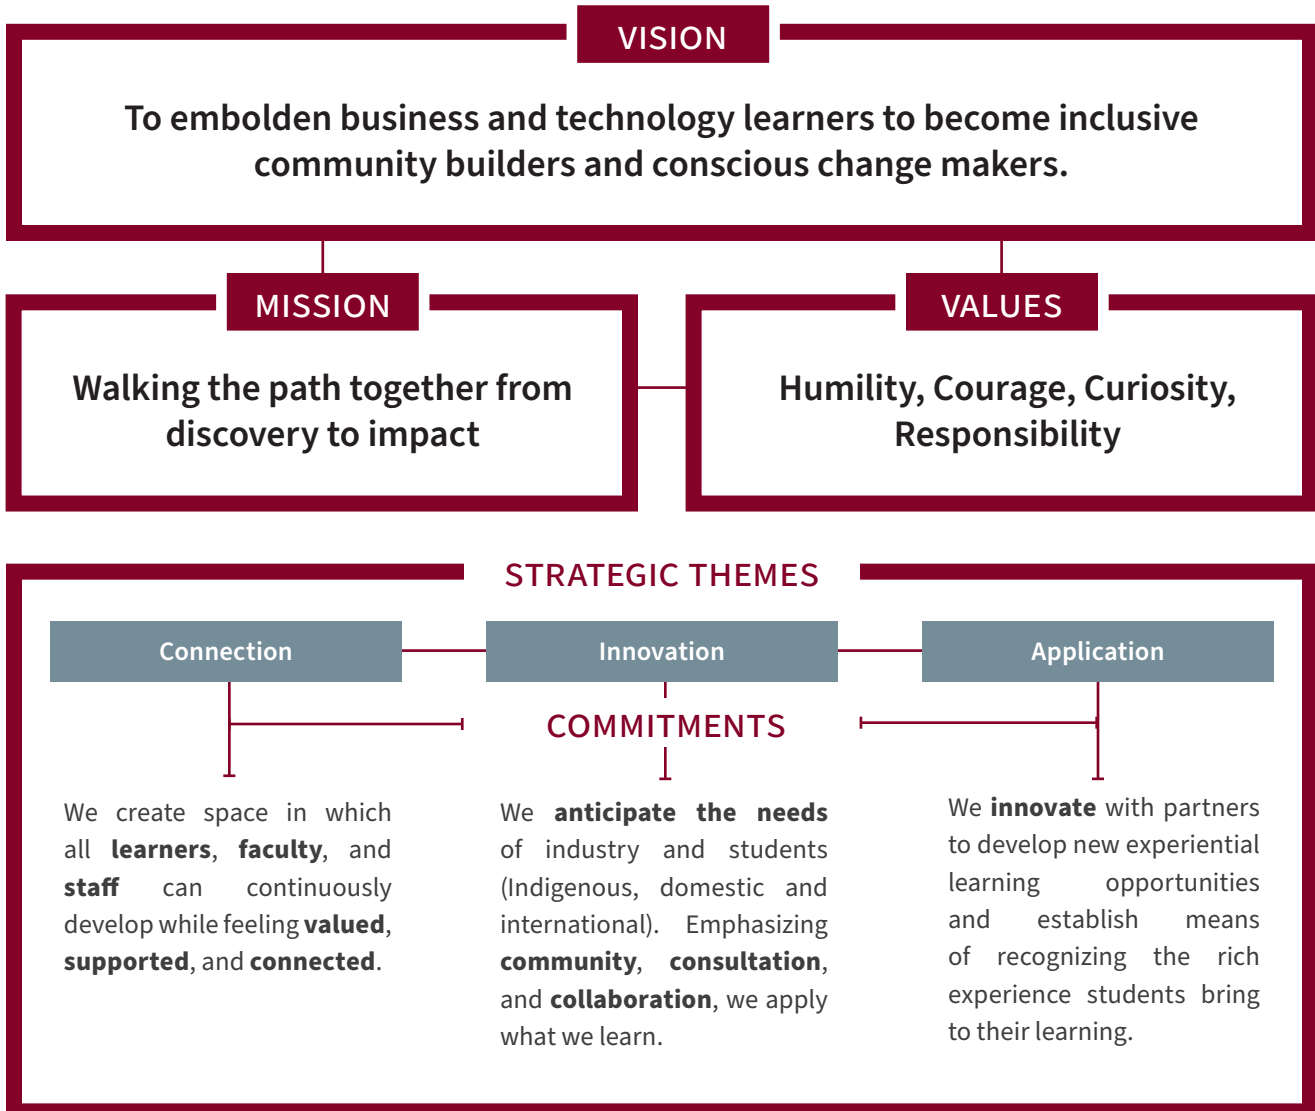 VISION
To embolden business and technology learners to become inclusive
community builders and conscious change makers.
MISSION
Walking the path together from
discovery to impact
VALUES
Humility, Courage, Curiosity,
Responsibility
STRATEGIC THEMES
Connection
Innovation
Application
COMMITMENTS
We create space in which
all learners, faculty, and
staff can continuously
develop while feeling valued,
supported, and connected.
We anticipate the needs
of industry and students
(Indigenous, domestic and
international). Emphasizing
community, consultation,
and collaboration, we apply
what we learn.
We innovate with partners
to develop new experiential
learning opportunities
and establish means
of recognizing the rich
experience students bring
to their learning.